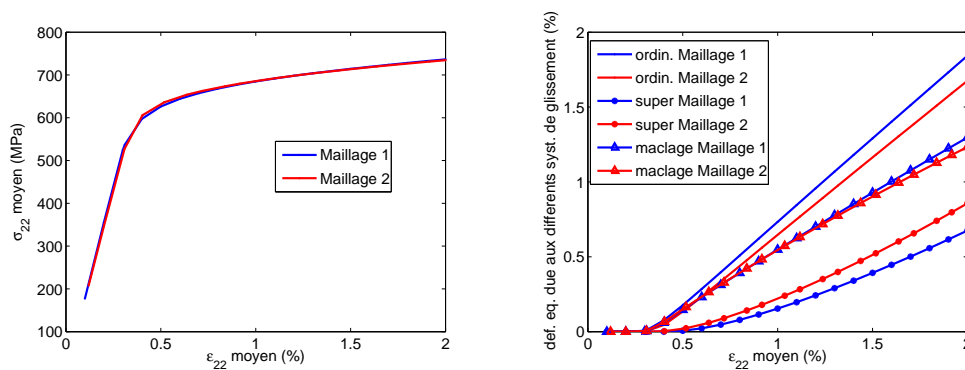 800
700
600
500
400
300
200
100
0
0.5
1
1.5
2
σ22 moyen (MPa)
ε22 moyen (%)
Maillage 1
Maillage 2
2
1.5
1
0.5
0
0
0.5
1
1.5
2
def. eq. due aux differents syst. de glissement (%)
ε22 moyen (%)
ordin. Maillage 1
ordin. Maillage 2
super Maillage 1
super Maillage 2
maclage Maillage 1
maclage Maillage 2